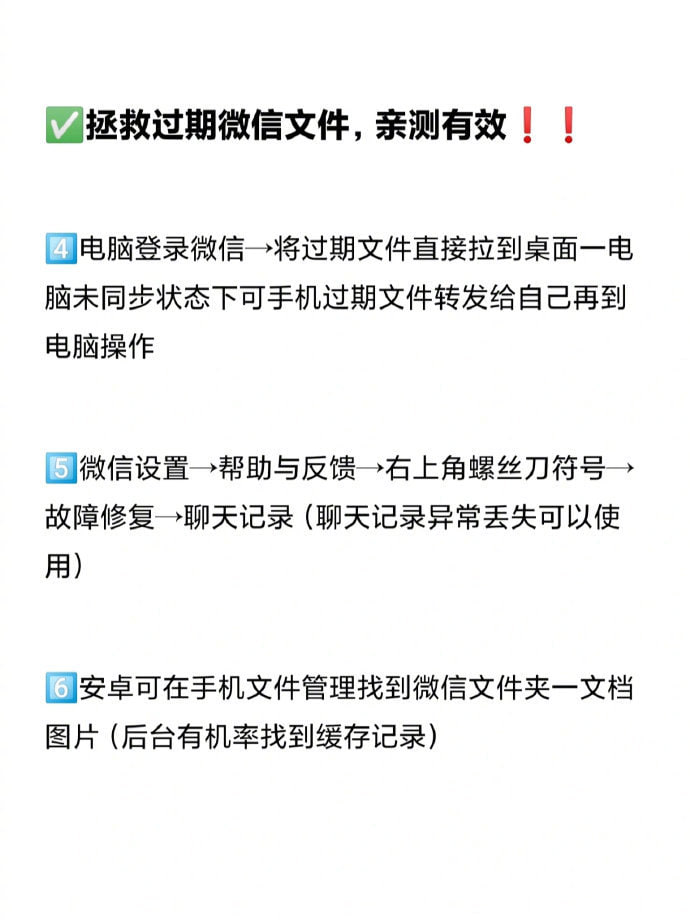 ✅拯救过期微信文件，亲测有效❗❗
4️⃣电脑登录微信→将过期文件直接拉到桌面一电
脑未同步状态下可手机过期文件转发给自己再到
电脑操作
5️⃣微信设置→帮助与反馈→右上角螺丝刀符号→
故障修复→聊天记录（聊天记录异常丢失可以使
用）
6️⃣安卓可在手机文件管理找到微信文件夹一文档
图片（后台有机率找到缓存记录）